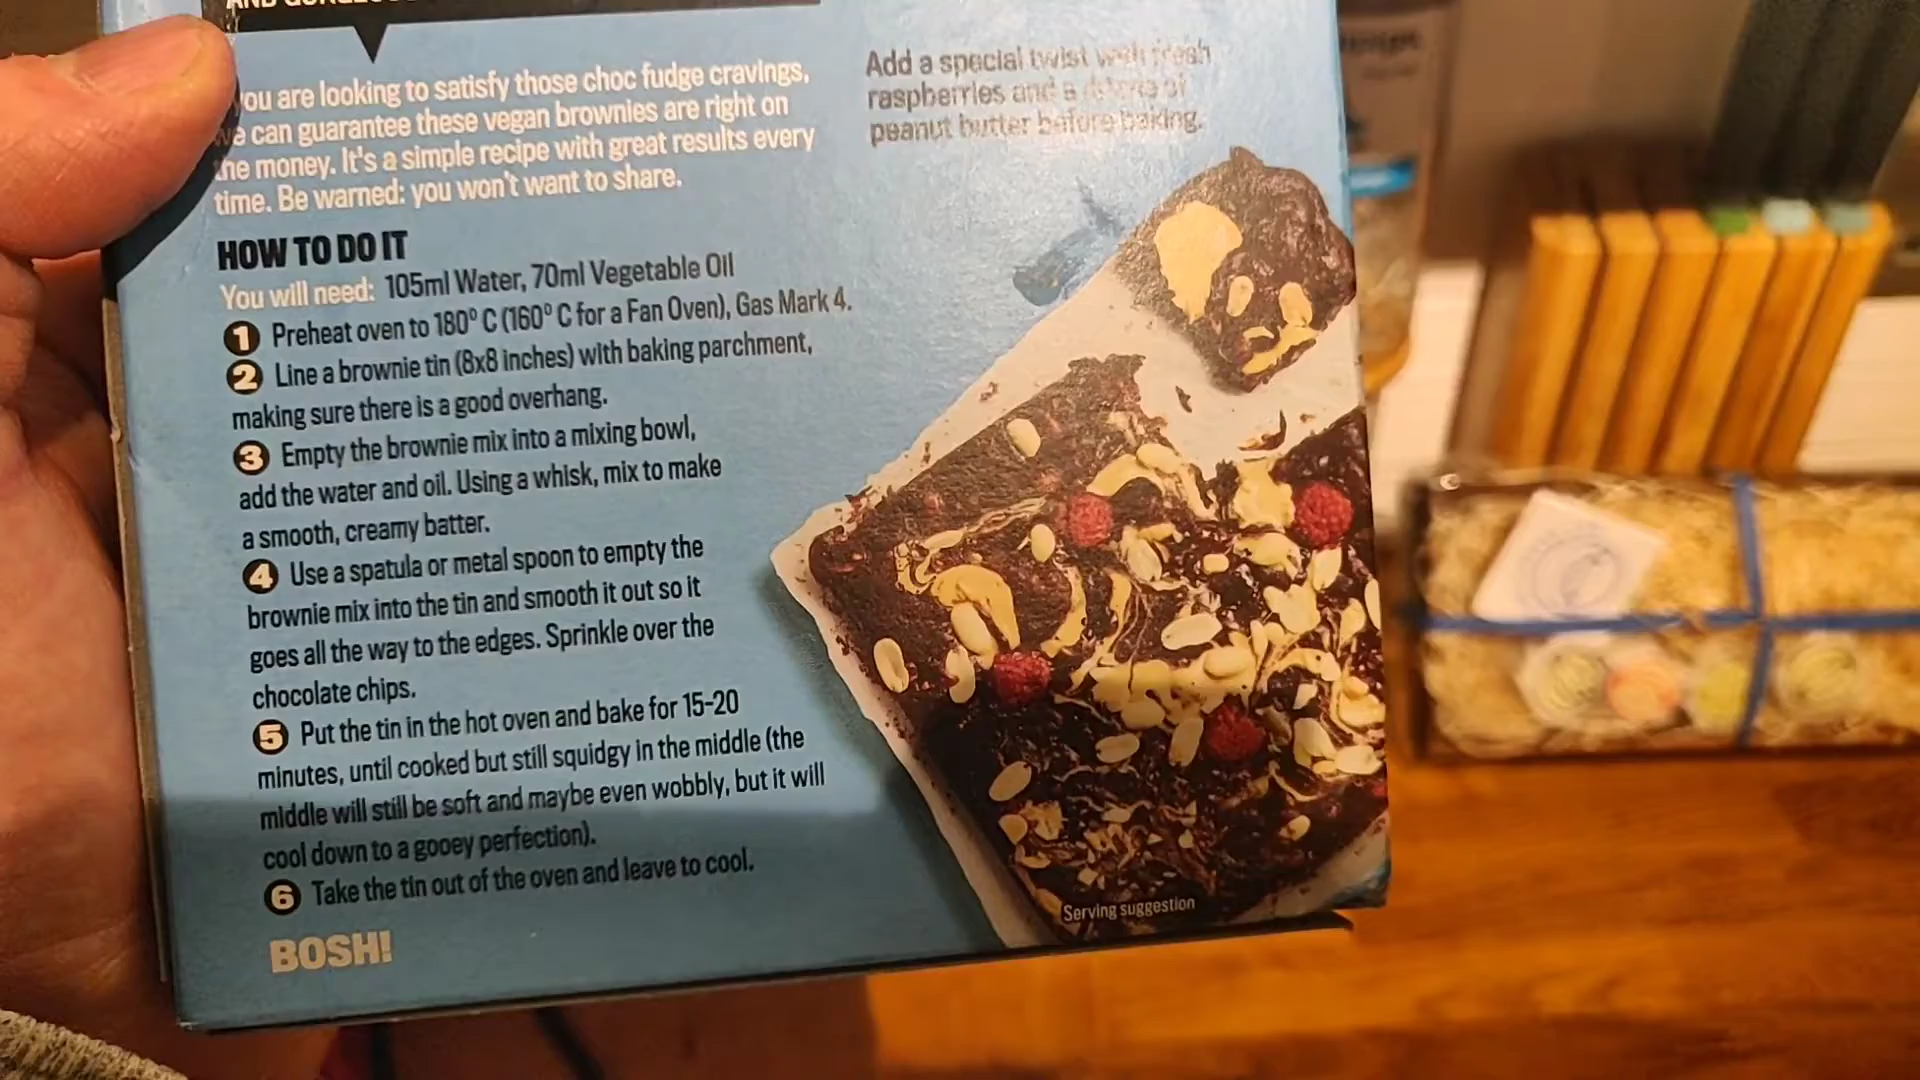 AND GORGEOUS
you are looking to satisfy those choc fudge cravings,
we can guarantee these vegan brownies are right on
the money. It's a simple recipe with great results every
time. Be warned: you won't want to share.
Add a special twist with fresh
raspberries and a
peanut butter before baking.
HOW TO DO IT
You will need: 105ml Water, 70ml Vegetable Oil
1 Preheat oven to 180° C (160° C for a Fan Oven), Gas Mark 4.
2 Line a brownie tin (8x8 inches) with baking parchment,
making sure there is a good overhang.
3 Empty the brownie mix into a mixing bowl,
add the water and oil. Using a whisk, mix to make
a smooth, creamy batter.
4 Use a spatula or metal spoon to empty the
brownie mix into the tin and smooth it out so it
goes all the way to the edges. Sprinkle over the
chocolate chips.
5 Put the tin in the hot oven and bake for 15-20
minutes, until cooked but still squidgy in the middle (the
middle will still be soft and maybe even wobbly, but it will
cool down to a gooey perfection).
6 Take the tin out of the oven and leave to cool.
BOSH!
Serving suggestion